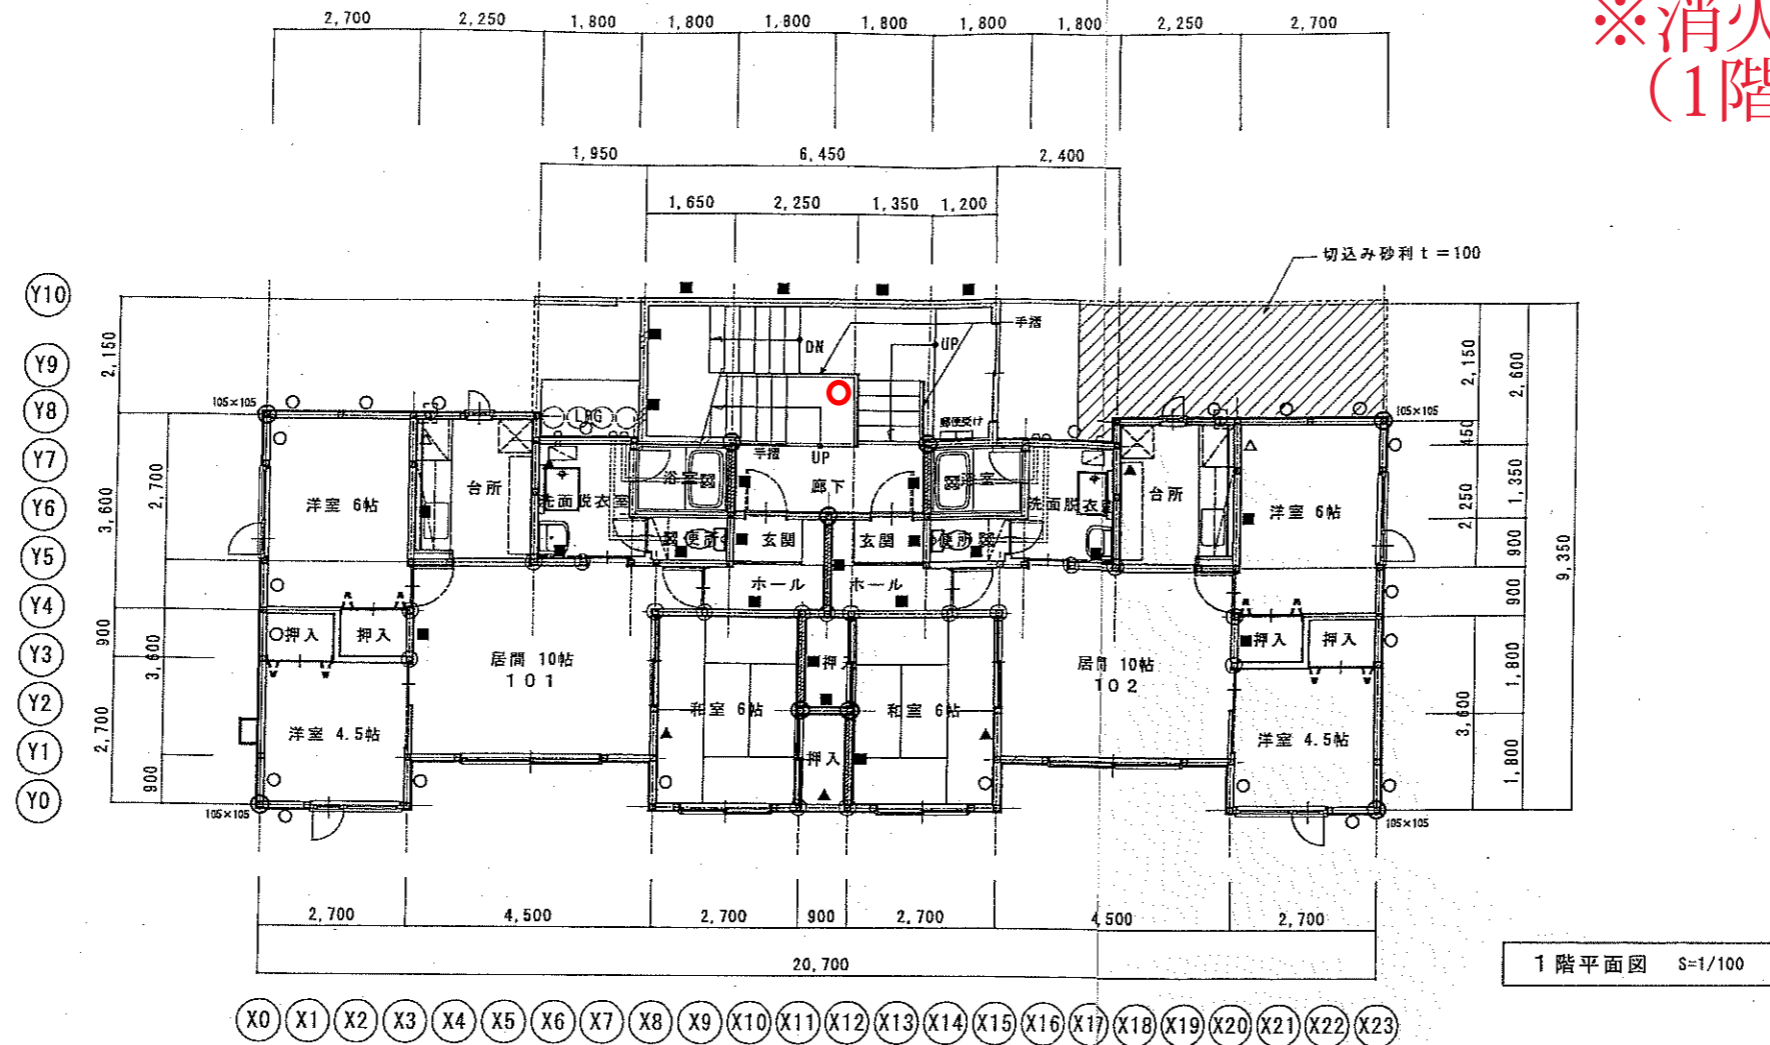 2,700 2,250 1,800 1,800 1,800 1,800 1,800 1,800 2,250 2,700
※消火
(1階
1,950 6,450 2,400
1,650 2,250 1,350 1,200
切込み砂利 t=100
Y10
Y9
Y8
Y7
Y6
Y5
Y4
Y3
Y2
Y1
Y0
2,150
3,600
900
2,700
2,700
3,600
900
手摺
DN
UP
105×105
LPG
郵便受け
105×105
手摺
UP
洋室 6帖
台所
洗面脱衣室
浴室
廊下
浴室
洗面脱衣
台所
洋室 6帖
便所
玄関
玄関
便所
ホール
ホール
押入
押入
居間 10帖
101
押入
居間 10帖
102
押入
押入
洋室 4.5帖
和室 6帖
押入
和室 6帖
洋室 4.5帖
105×105
105×105
2,150
450
2,250
3,600
2,600
1,350
900
900
1,800
1,800
9,350
2,700 4,500 2,700 900 2,700 4,500 2,700
20,700
1階平面図 S=1/100
X0 X1 X2 X3 X4 X5 X6 X7 X8 X9 X10 X11 X12 X13 X14 X15 X16 X17 X18 X19 X20 X21 X22 X23